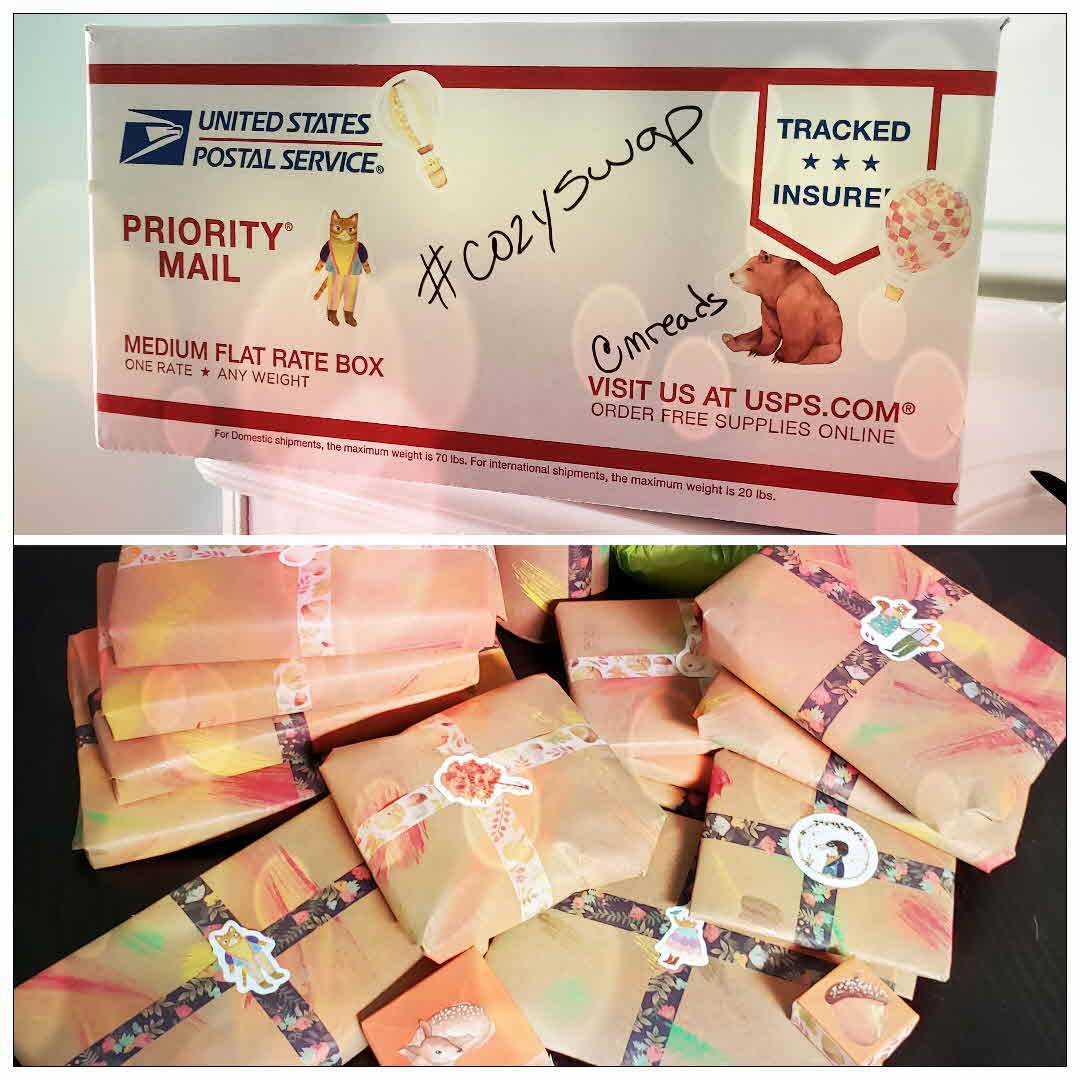 UNITED STATES
POSTAL SERVICE®
TRACKED
INSURE
#cozyswap
PRIORITY®
MAIL
@mreads
MEDIUM FLAT RATE BOX
ONE RATE ★ ANY WEIGHT
VISIT US AT USPS.COM®
ORDER FREE SUPPLIES ONLINE
For Domestic shipments, the maximum weight is 70 lbs. For international shipments, the maximum weight is 20 lbs.